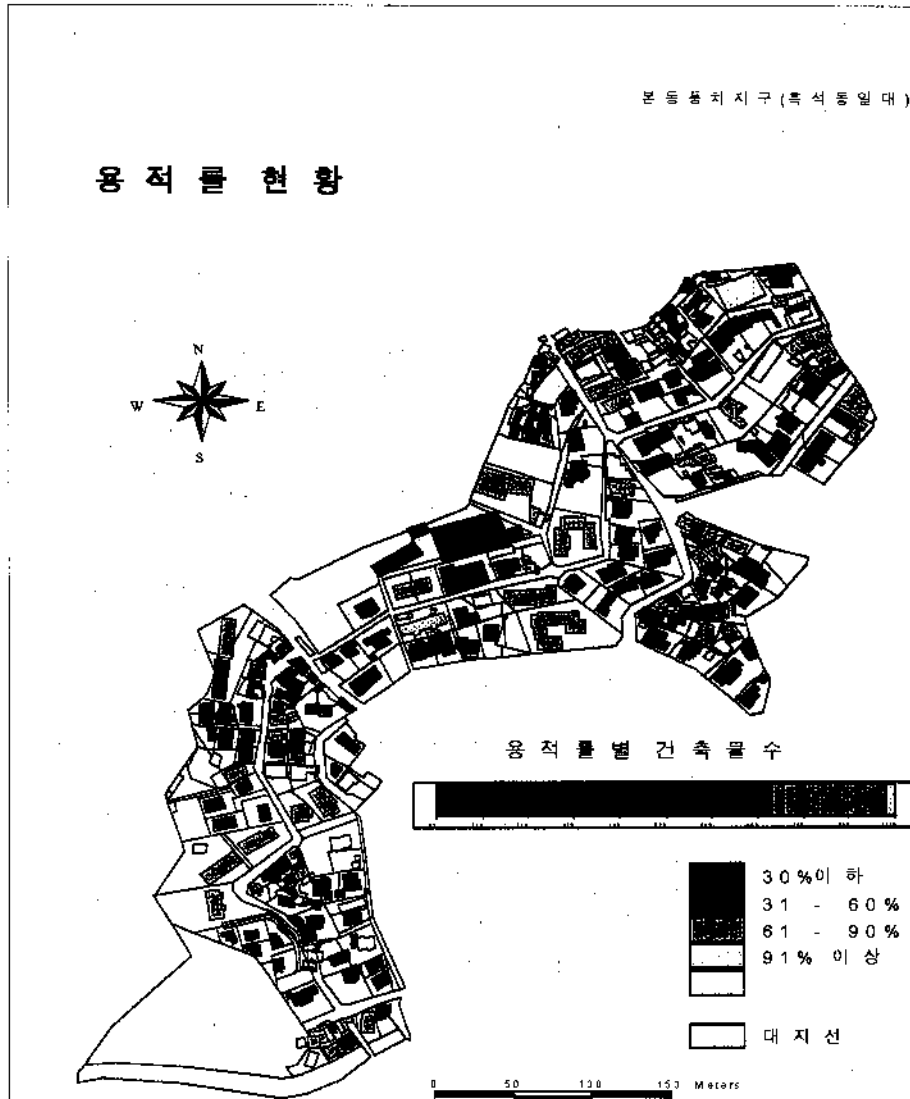 본동풍치지구(흑석동일대)
용적률 현황
N
W E
S
용적률별 건축물수
30%이하
31 - 60%
61 - 90%
91% 이상
대지선
0 50 100 150 Meters